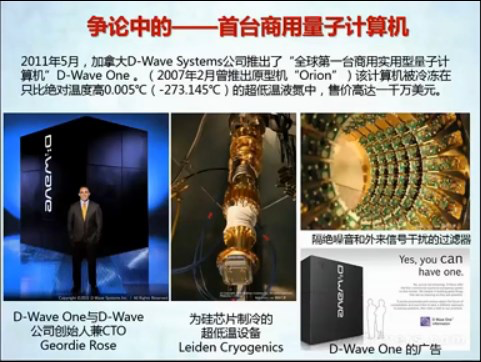 争论中的——首台商用量子计算机
2011年5月，加拿大D-Wave Systems公司推出了“全球第一台商用实用型量子计
算机”D-Wave One 。（2007年2月曾推出原型机“Orion”）该计算机被冷冻在
只比绝对温度高0.005℃（-273.145℃）的超低温液氮中，售价高达一千万美元。
D:wave
D-Wave One与D-Wave
公司创始人兼CTO
Geordie Rose
为硅芯片制冷的
超低温设备
Leiden Cryogenics
隔绝噪音和外来信号干扰的过滤器
D:wave
Yes, you can
have one.
D-Wave One 的广告